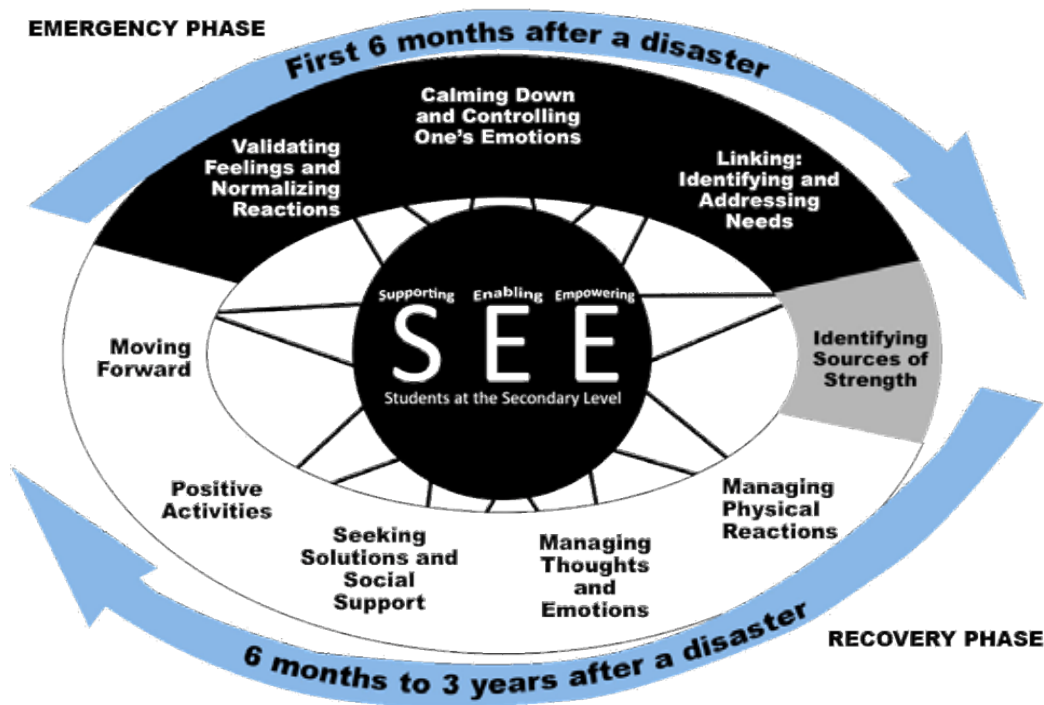 EMERGENCY PHASE
First 6 months after a disaster
Calming Down
and Controlling
One's Emotions
Validating
Feelings and
Normalizing
Reactions
Linking:
Identifying and
Addressing
Needs
Supporting Enabling Empowering
S E E
Students at the Secondary Level
Identifying
Sources of
Strength
Moving
Forward
Positive
Activities
Seeking
Solutions and
Social
Support
Managing
Thoughts
and
Emotions
Managing
Physical
Reactions
RECOVERY PHASE
6 months to 3 years after a disaster